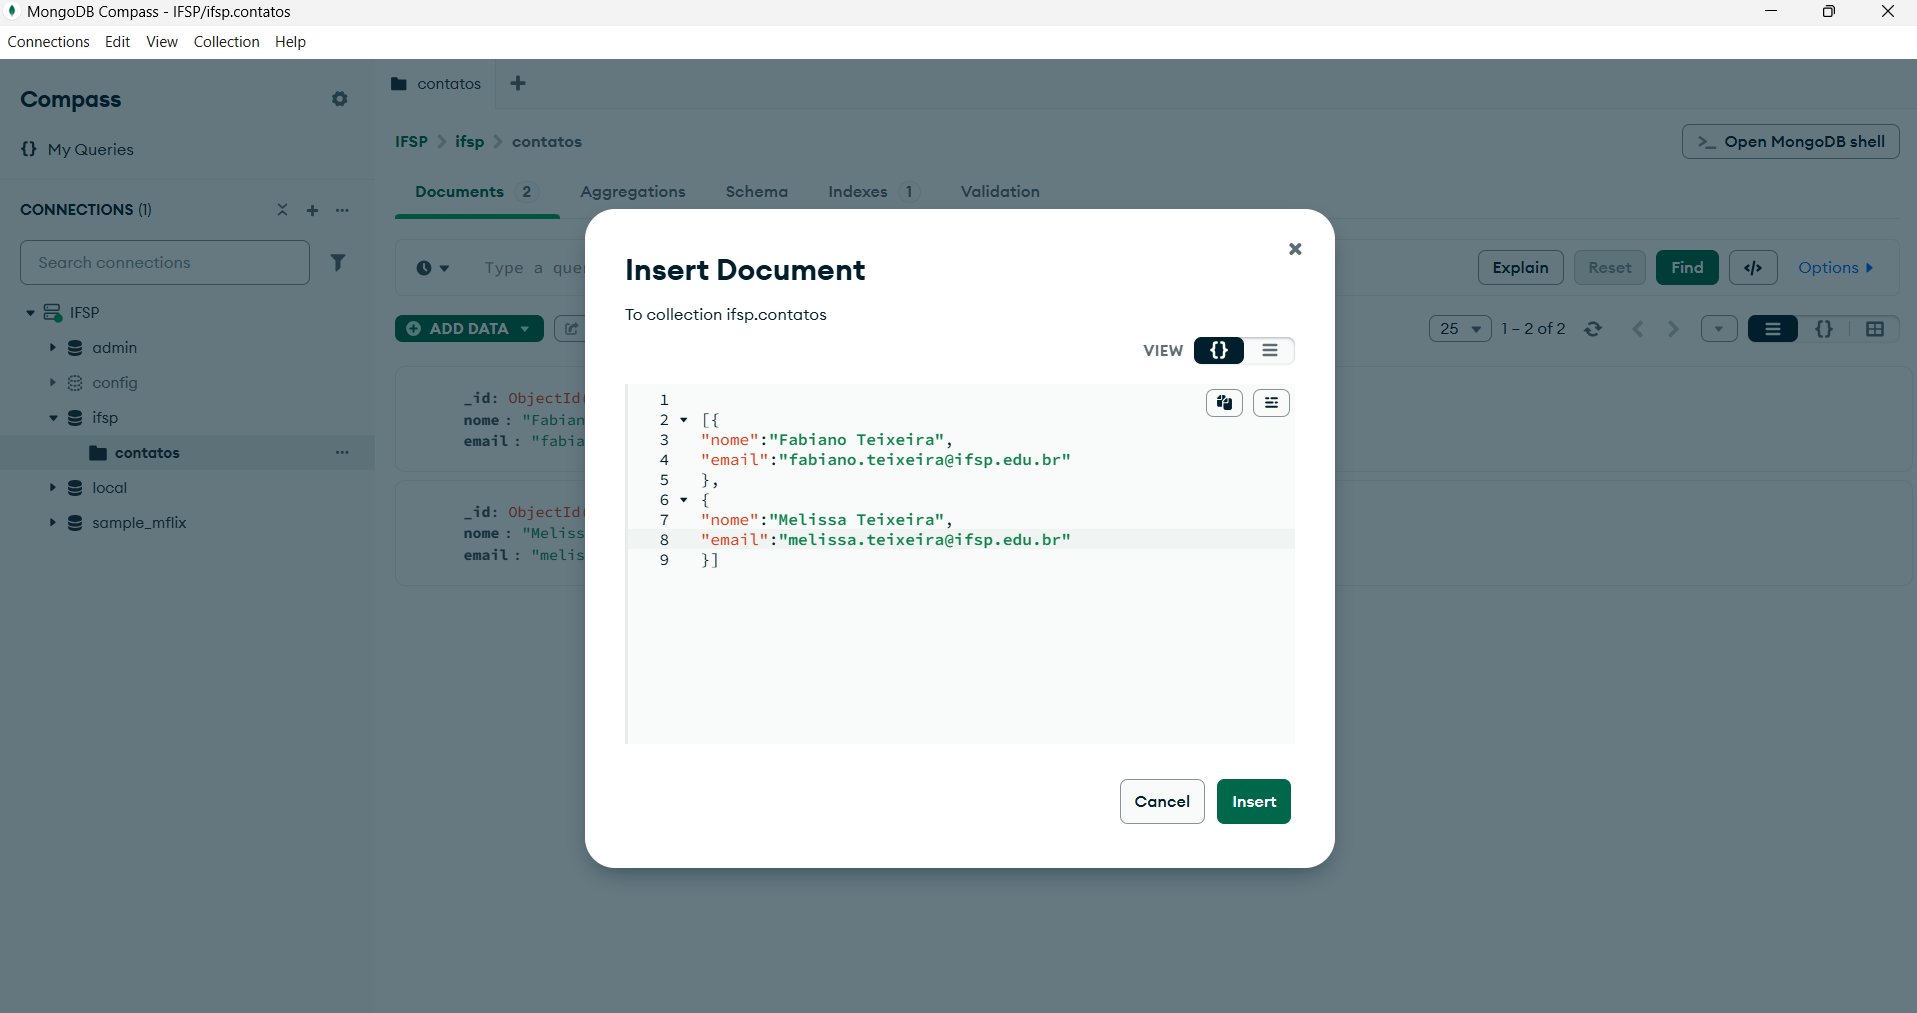 MongoDB Compass - IFSP/ifsp.contatos
Connections Edit View Collection Help
Compass
{} My Queries
CONNECTIONS (1)
Search connections
IFSP
admin
config
ifsp
contatos
local
sample_mflix
contatos
IFSP > ifsp > contatos
>_ Open MongoDB shell
Documents 2 Aggregations Schema Indexes 1 Validation
Type a que
Explain Reset Find </> Options
ADD DATA
25 1 – 2 of 2 {}
_id: ObjectId(
nome : "Fabian
email : "fabia
_id: ObjectId(
nome : "Meliss
email : "melis
Insert Document
To collection ifsp.contatos
VIEW {}
1
2 [{
3 "nome":"Fabiano Teixeira",
4 "email":"fabiano.teixeira@ifsp.edu.br"
5 },
6 {
7 "nome":"Melissa Teixeira",
8 "email":"melissa.teixeira@ifsp.edu.br"
9 }]
Cancel Insert